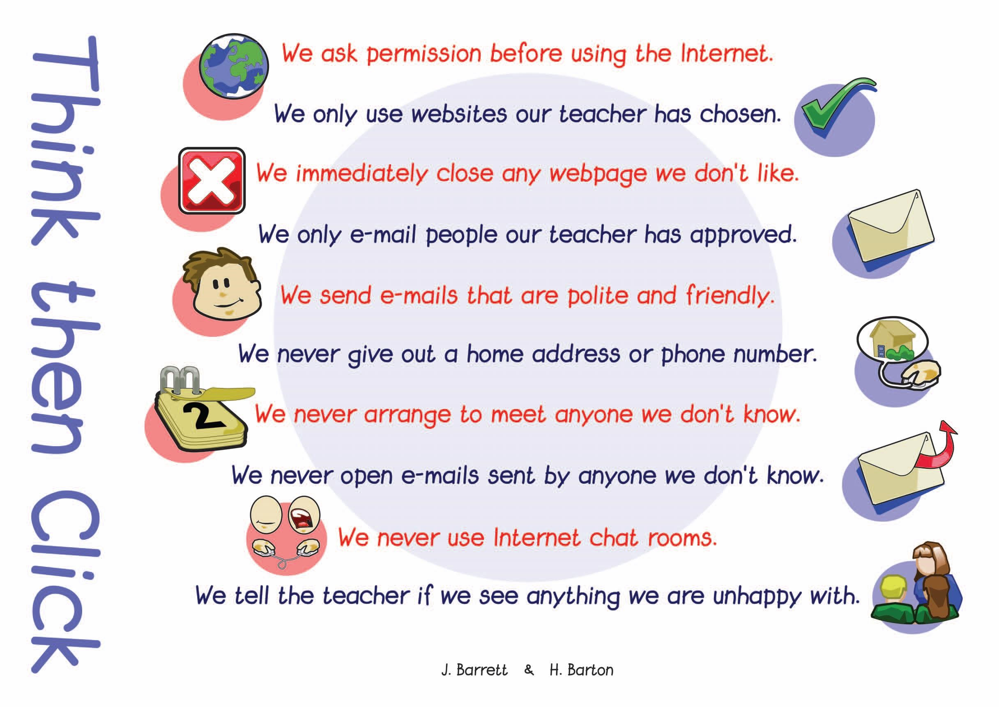 Think then Click
We ask permission before using the Internet.
We only use websites our teacher has chosen.
We immediately close any webpage we don't like.
We only e-mail people our teacher has approved.
We send e-mails that are polite and friendly.
We never give out a home address or phone number.
2
We never arrange to meet anyone we don't know.
We never open e-mails sent by anyone we don't know.
We never use Internet chat rooms.
We tell the teacher if we see anything we are unhappy with.
J. Barrett & H. Barton